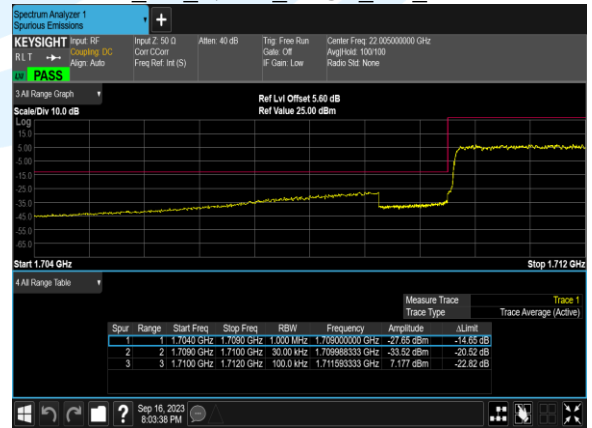 Spectrum Analyzer 1
Spurious Emissions
+
KEYSIGHT Input: RF Input Z: 50 Ω Atten: 40 dB Trig: Free Run Center Freq: 22.005000000 GHz
Coupling: DC Corr CCorr Gate: Off Avg|Hold: 100/100
RLT Align: Auto Freq Ref: Int (S) IF Gain: Low Radio Std: None
LV PASS
3 All Range Graph
Ref Lvl Offset 5.60 dB
Scale/Div 10.0 dB Ref Value 25.00 dBm
Log
15.0
5.00
-5.00
-15.0
-25.0
-35.0
-45.0
-55.0
-65.0
Start 1.704 GHz Stop 1.712 GHz
4 All Range Table
Measure Trace Trace 1
Trace Type Trace Average (Active)
Spur Range Start Freq Stop Freq RBW Frequency Amplitude ΔLimit
1 1 1.7040 GHz 1.7090 GHz 1.000 MHz 1.709000000 GHz -27.65 dBm -14.65 dB
2 2 1.7090 GHz 1.7100 GHz 30.00 kHz 1.709988333 GHz -33.52 dBm -20.52 dB
3 3 1.7100 GHz 1.7120 GHz 100.0 kHz 1.711593333 GHz 7.177 dBm -22.82 dB
? Sep 16, 2023
8:03:38 PM